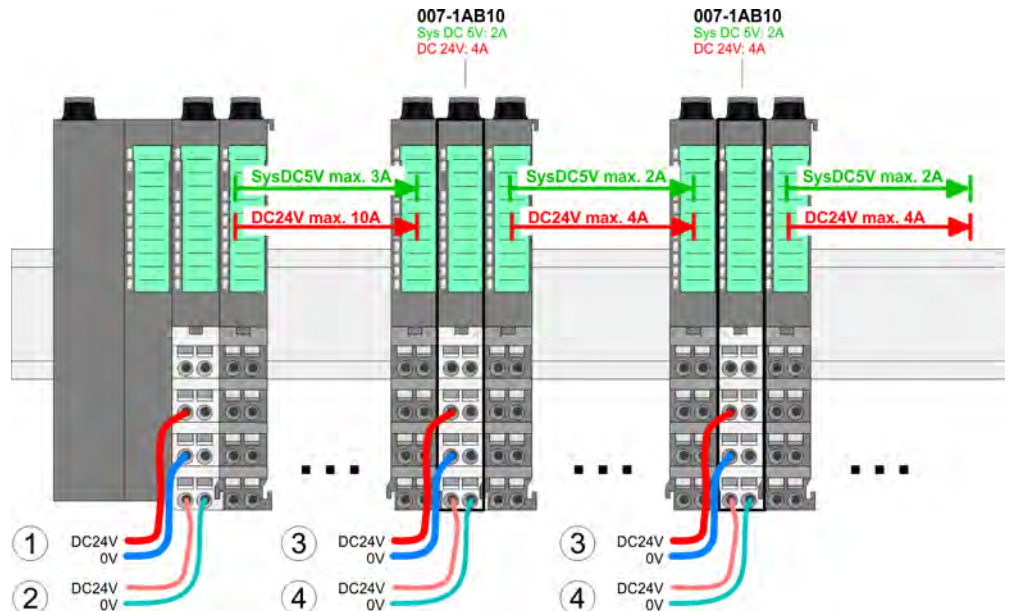 007-1AB10
Sys DC 5V: 2A
DC 24V: 4A
007-1AB10
Sys DC 5V: 2A
DC 24V: 4A
SysDC5V max. 3A
SysDC5V max. 2A
SysDC5V max. 2A
DC24V max. 10A
DC24V max. 4A
DC24V max. 4A
1 DC24V
0V
2 DC24V
0V
3 DC24V
0V
4 DC24V
0V
3 DC24V
0V
4 DC24V
0V